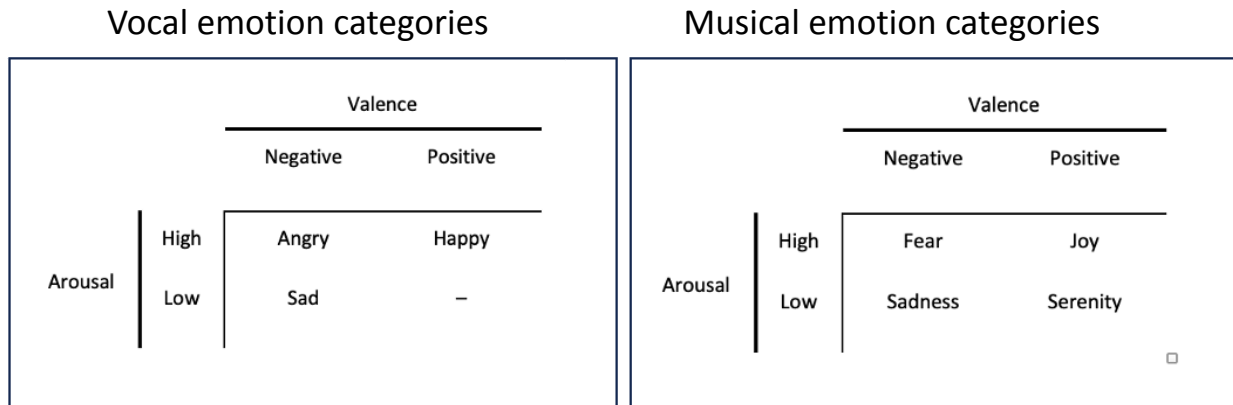 Vocal emotion categories
Valence
Negative Positive
High Angry Happy
Arousal
Low Sad –
Musical emotion categories
Valence
Negative Positive
High Fear Joy
Arousal
Low Sadness Serenity